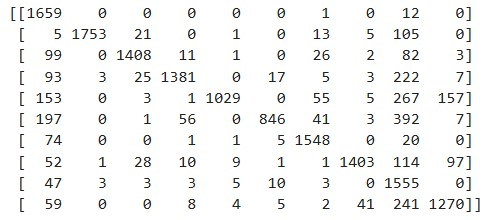 [[1659 0 0 0 0 0 1 0 12 0]
[ 5 1753 21 0 1 0 13 5 105 0]
[ 99 0 1408 11 1 0 26 2 82 3]
[ 93 3 25 1381 0 17 5 3 222 7]
[ 153 0 3 1 1029 0 55 5 267 157]
[ 197 0 1 56 0 846 41 3 392 7]
[ 74 0 0 1 1 5 1548 0 20 0]
[ 52 1 28 10 9 1 1 1403 114 97]
[ 47 3 3 3 5 10 3 0 1555 0]
[ 59 0 0 8 4 5 2 41 241 1270]]